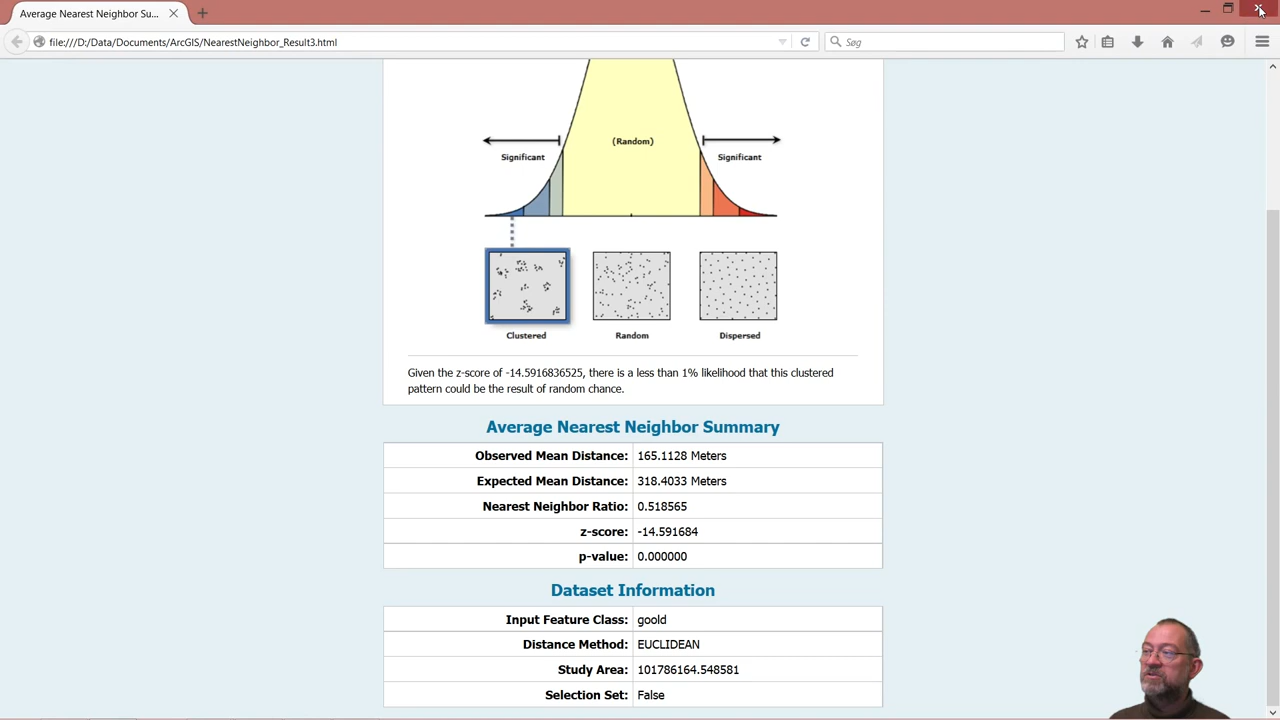 Average Nearest Neighbor Su...
file:///D:/Data/Documents/ArcGIS/NearestNeighbor_Result3.html
Søg
(Random)
Significant
Significant
Clustered
Random
Dispersed
Given the z-score of -14.5916836525, there is a less than 1% likelihood that this clustered
pattern could be the result of random chance.
Average Nearest Neighbor Summary
Observed Mean Distance: 165.1128 Meters
Expected Mean Distance: 318.4033 Meters
Nearest Neighbor Ratio: 0.518565
z-score: -14.591684
p-value: 0.000000
Dataset Information
Input Feature Class: goold
Distance Method: EUCLIDEAN
Study Area: 101786164.548581
Selection Set: False